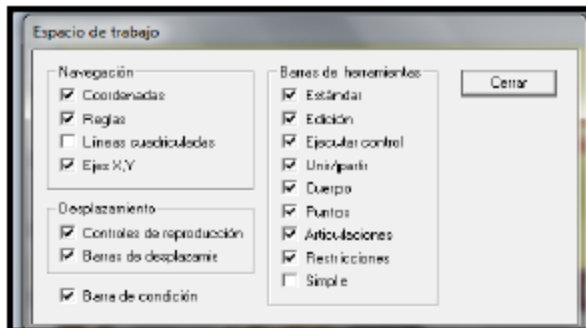 Espacio de trabajo
Navegación
Coordenadas
Reglas
Líneas cuadriculadas
Ejes X,Y
Desplazamiento
Controles de reproducción
Barras de desplazamie
Barra de condición
Barras de herramientas
Estándar
Edición
Ejecutar control
Unir/partir
Cuerpo
Puntos
Articulaciones
Restricciones
Simple
Cerrar